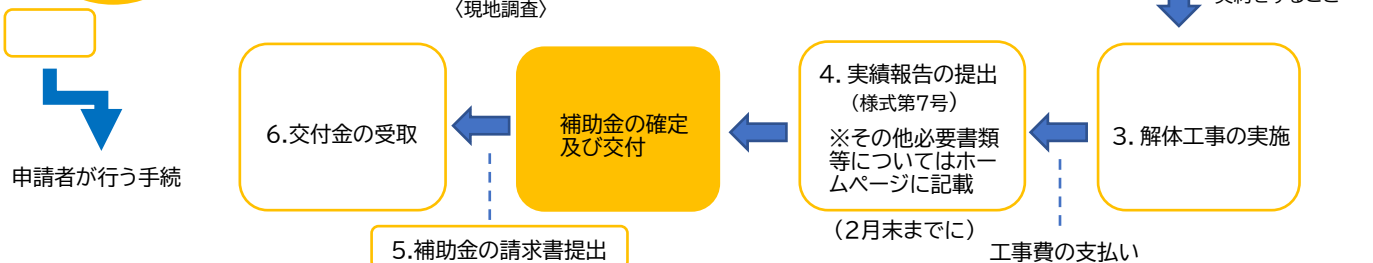 〈現地調査〉
申請者が行う手続
3. 解体工事の実施
工事費の支払い
4. 実績報告の提出
(様式第7号)
※その他必要書類
等についてはホー
ムページに記載
(2月末までに)
補助金の確定
及び交付
5.補助金の請求書提出
6.交付金の受取